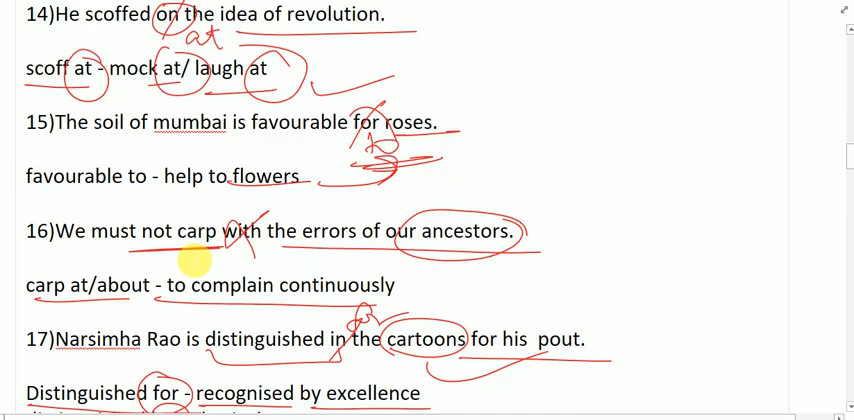 14)He scoffed on the idea of revolution.
at
scoff at - mock at/ laugh at
15)The soil of mumbai is favourable for roses.
to
favourable to - help to flowers
16)We must not carp with the errors of our ancestors.
carp at/about - to complain continuously
for
17)Narsimha Rao is distinguished in the cartoons for his pout.
Distinguished for - recognised by excellence